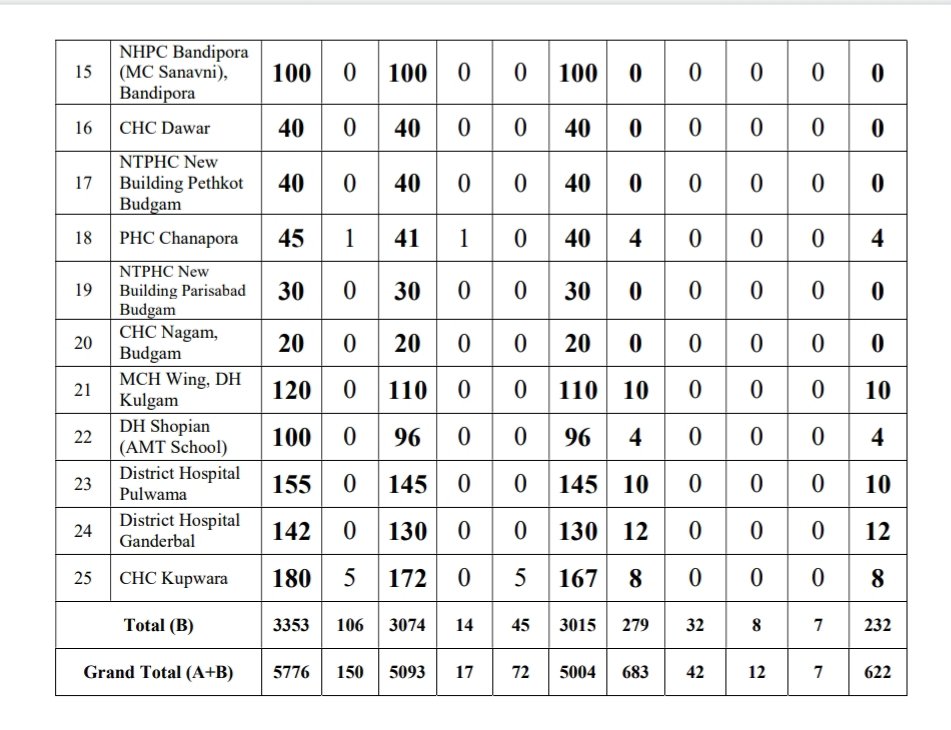 15 NHPC Bandipora (MC Sanavni), Bandipora 100 0 100 0 0 100 0 0 0 0 0
16 CHC Dawar 40 0 40 0 0 40 0 0 0 0 0
17 NTPHC New Building Pethkot Budgam 40 0 40 0 0 40 0 0 0 0 0
18 PHC Chanapora 45 1 41 1 0 40 4 0 0 0 4
19 NTPHC New Building Parisabad Budgam 30 0 30 0 0 30 0 0 0 0 0
20 CHC Nagam, Budgam 20 0 20 0 0 20 0 0 0 0 0
21 MCH Wing, DH Kulgam 120 0 110 0 0 110 10 0 0 0 10
22 DH Shopian (AMT School) 100 0 96 0 0 96 4 0 0 0 4
23 District Hospital Pulwama 155 0 145 0 0 145 10 0 0 0 10
24 District Hospital Ganderbal 142 0 130 0 0 130 12 0 0 0 12
25 CHC Kupwara 180 5 172 0 5 167 8 0 0 0 8
Total (B) 3353 106 3074 14 45 3015 279 32 8 7 232
Grand Total (A+B) 5776 150 5093 17 72 5004 683 42 12 7 622